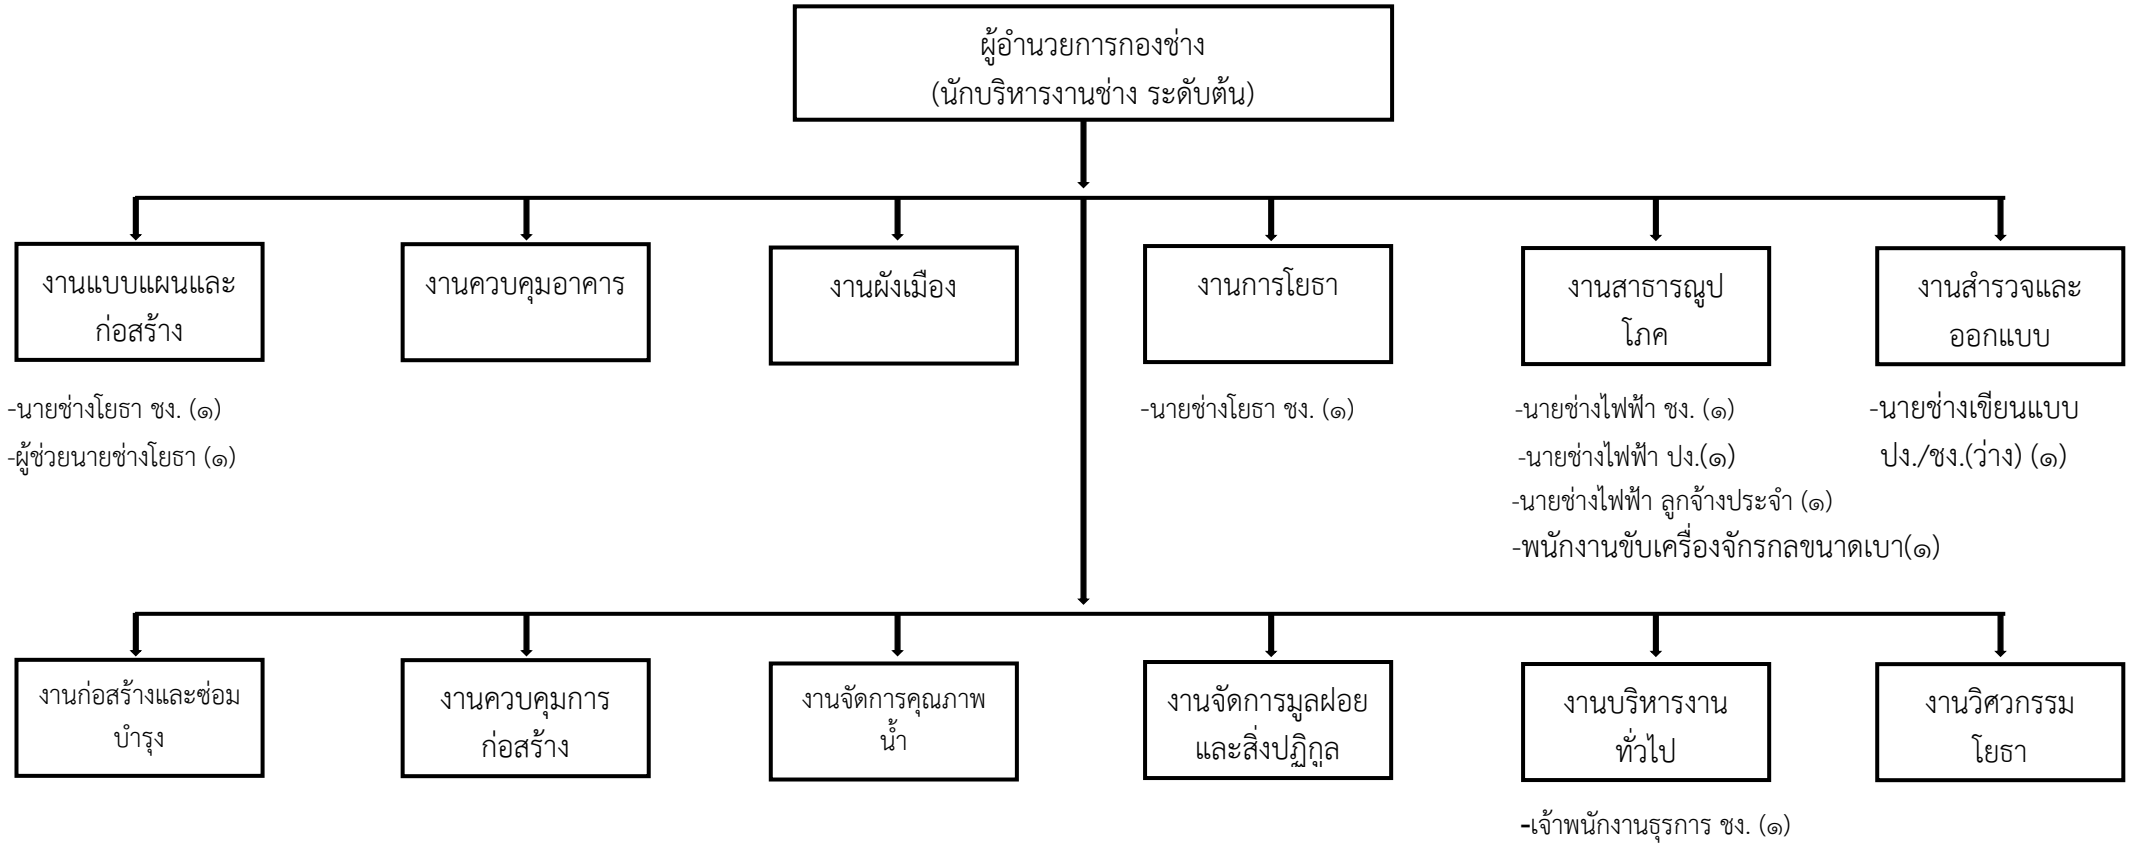 ผู้อำนวยการกองช่าง
(นักบริหารงานช่าง ระดับต้น)
งานแบบแผนและ
ก่อสร้าง
งานควบคุมอาคาร
งานผังเมือง
งานการโยธา
งานสาธารณูป
โภค
งานสำรวจและ
ออกแบบ
-นายช่างโยธา ชง. (๑)
-ผู้ช่วยนายช่างโยธา (๑)
-นายช่างโยธา ชง. (๑)
-นายช่างไฟฟ้า ชง. (๑)
-นายช่างไฟฟ้า ปง.(๑)
-นายช่างไฟฟ้า ลูกจ้างประจำ (๑)
-พนักงานขับเครื่องจักรกลขนาดเบา(๑)
-นายช่างเขียนแบบ
ปง./ชง.(ว่าง) (๑)
งานก่อสร้างและซ่อม
บำรุง
งานควบคุมการ
ก่อสร้าง
งานจัดการคุณภาพ
น้ำ
งานจัดการมูลฝอย
และสิ่งปฏิกูล
งานบริหารงาน
ทั่วไป
งานวิศวกรรม
โยธา
-เจ้าพนักงานธุรการ ชง. (๑)